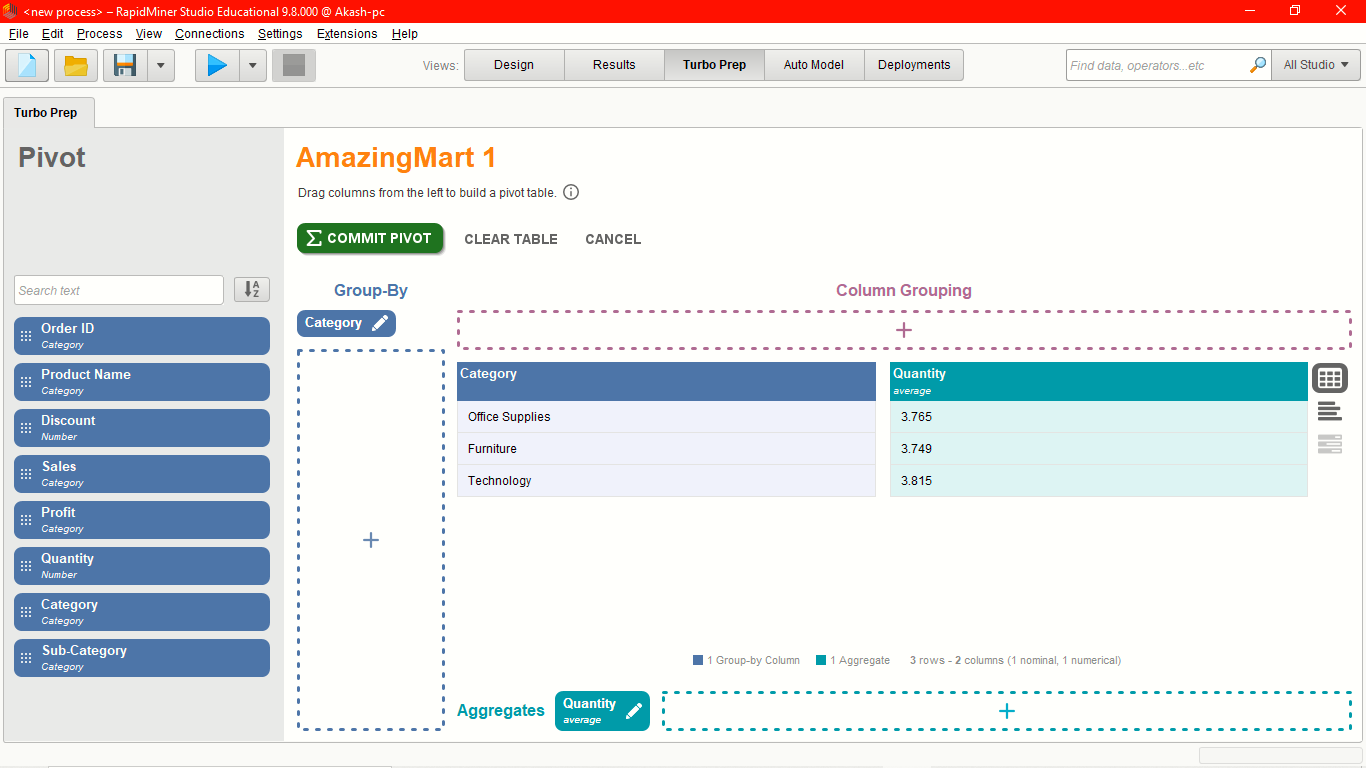 <new process> – RapidMiner Studio Educational 9.8.000 @ Akash-pc
File Edit Process View Connections Settings Extensions Help
Views: Design Results Turbo Prep Auto Model Deployments Find data, operators...etc All Studio
Turbo Prep
Pivot
AmazingMart 1
Drag columns from the left to build a pivot table.
COMMIT PIVOT CLEAR TABLE CANCEL
Search text
Order ID
Category
Product Name
Category
Discount
Number
Sales
Category
Profit
Category
Quantity
Number
Category
Category
Sub-Category
Category
Group-By
Category
Column Grouping
Category Quantity
average
Office Supplies 3.765
Furniture 3.749
Technology 3.815
1 Group-by Column 1 Aggregate 3 rows - 2 columns (1 nominal, 1 numerical)
Aggregates Quantity
average